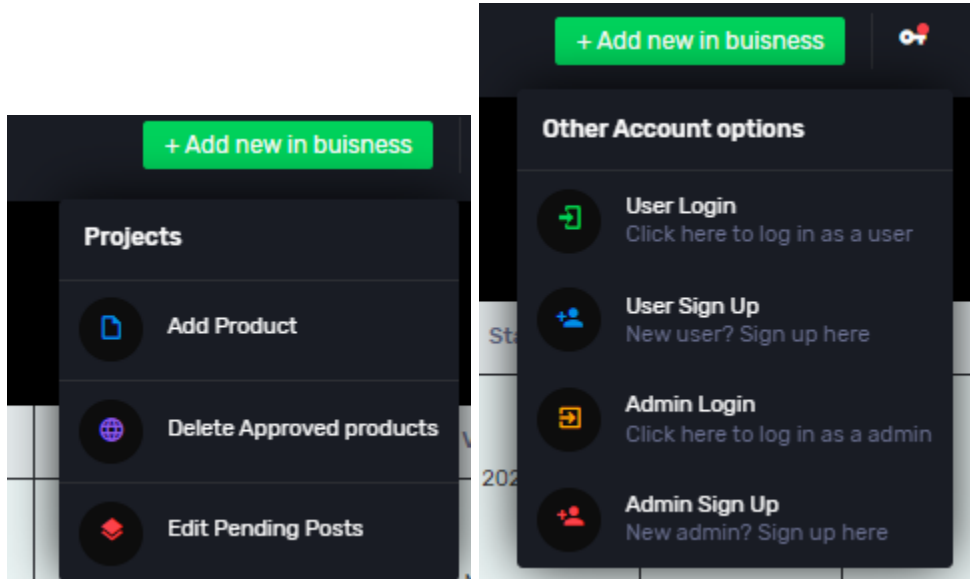 + Add new in buisness
Projects
Add Product
Delete Approved products
Edit Pending Posts
+ Add new in buisness
Other Account options
User Login
Click here to log in as a user
User Sign Up
New user? Sign up here
Admin Login
Click here to log in as a admin
Admin Sign Up
New admin? Sign up here
Sta
202